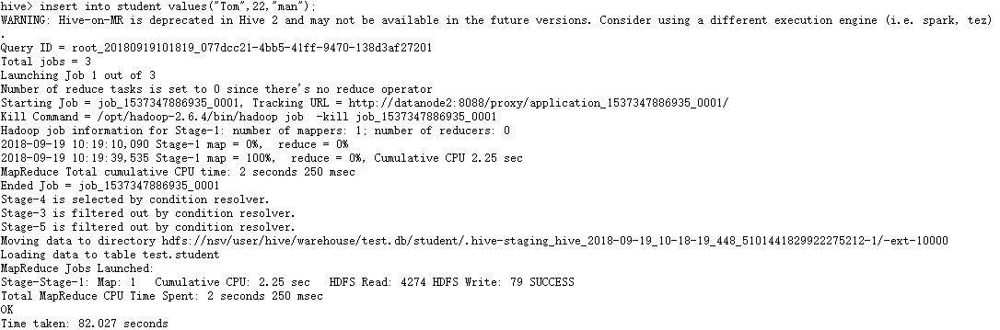 hive> insert into student values("Tom",22,"man");
WARNING: Hive-on-MR is deprecated in Hive 2 and may not be available in the future versions. Consider using a different execution engine (i.e. spark, tez)
.
Query ID = root_20180919101819_077dcc21-4bb5-41ff-9470-138d3af27201
Total jobs = 3
Launching Job 1 out of 3
Number of reduce tasks is set to 0 since there's no reduce operator
Starting Job = job_1537347886935_0001, Tracking URL = http://datanode2:8088/proxy/application_1537347886935_0001/
Kill Command = /opt/hadoop-2.6.4/bin/hadoop job  -kill job_1537347886935_0001
Hadoop job information for Stage-1: number of mappers: 1; number of reducers: 0
2018-09-19 10:19:10,090 Stage-1 map = 0%,  reduce = 0%
2018-09-19 10:19:39,535 Stage-1 map = 100%,  reduce = 0%, Cumulative CPU 2.25 sec
MapReduce Total cumulative CPU time: 2 seconds 250 msec
Ended Job = job_1537347886935_0001
Stage-4 is selected by condition resolver.
Stage-3 is filtered out by condition resolver.
Stage-5 is filtered out by condition resolver.
Moving data to directory hdfs://nsv/user/hive/warehouse/test.db/student/.hive-staging_hive_2018-09-19_10-18-19_448_5101441829922275212-1/-ext-10000
Loading data to table test.student
MapReduce Jobs Launched:
Stage-Stage-1: Map: 1   Cumulative CPU: 2.25 sec   HDFS Read: 4274 HDFS Write: 79 SUCCESS
Total MapReduce CPU Time Spent: 2 seconds 250 msec
OK
Time taken: 82.027 seconds